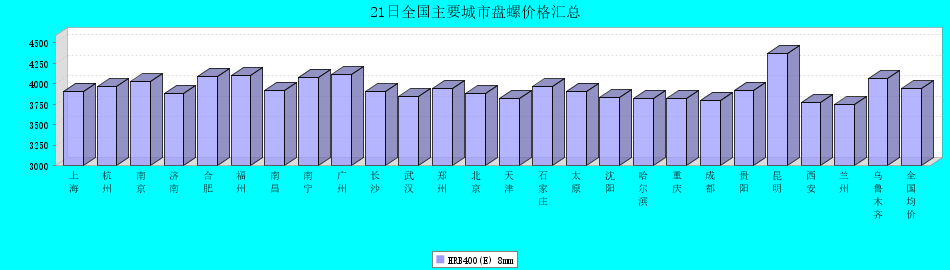 21日全国主要城市盘螺价格汇总
4500
4250
4000
3750
3500
3250
3000
上海 杭州 南京 济南 合肥 福州 南昌 南宁 广州 长沙 武汉 郑州 北京 天津 石家庄 太原 沈阳 哈尔滨 重庆 成都 贵阳 昆明 西安 兰州 乌鲁木齐 全国均价
HRB400(E) 8mm